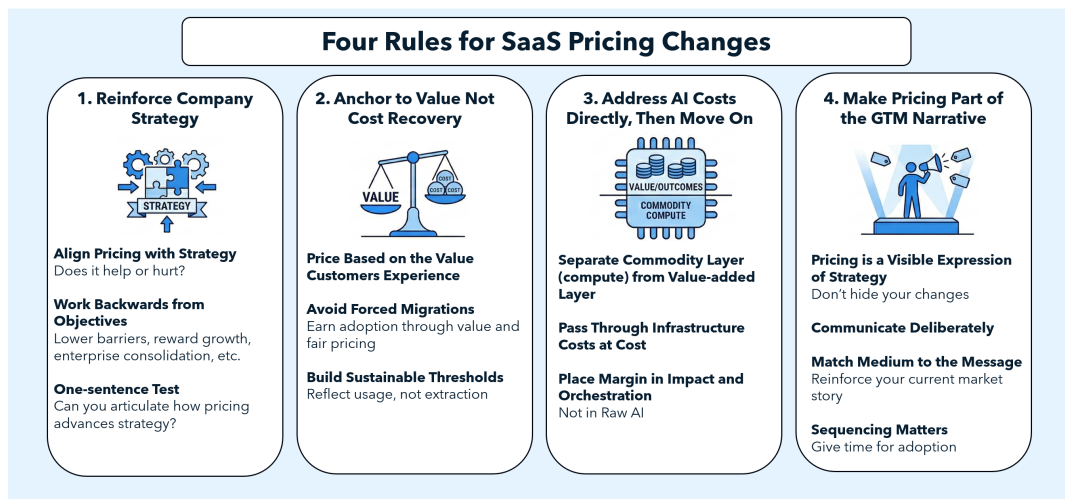 Four Rules for SaaS Pricing Changes
1. Reinforce Company
Strategy
STRATEGY
Align Pricing with Strategy
Does it help or hurt?
Work Backwards from
Objectives
Lower barriers, reward growth,
enterprise consolidation, etc.
One-sentence Test
Can you articulate how pricing
advances strategy?
2. Anchor to Value Not
Cost Recovery
VALUE
COST
COST COST
Price Based on the Value
Customers Experience
Avoid Forced Migrations
Earn adoption through value and
fair pricing
Build Sustainable Thresholds
Reflect usage, not extraction
3. Address AI Costs
Directly, Then Move On
VALUE/OUTCOMES
COMMODITY
COMPUTE
Separate Commodity Layer
(compute) from Value-added
Layer
Pass Through Infrastructure
Costs at Cost
Place Margin in Impact and
Orchestration
Not in Raw AI
4. Make Pricing Part of
the GTM Narrative
Pricing is a Visible Expression
of Strategy
Don't hide your changes
Communicate Deliberately
Match Medium to the Message
Reinforce your current market
story
Sequencing Matters
Give time for adoption